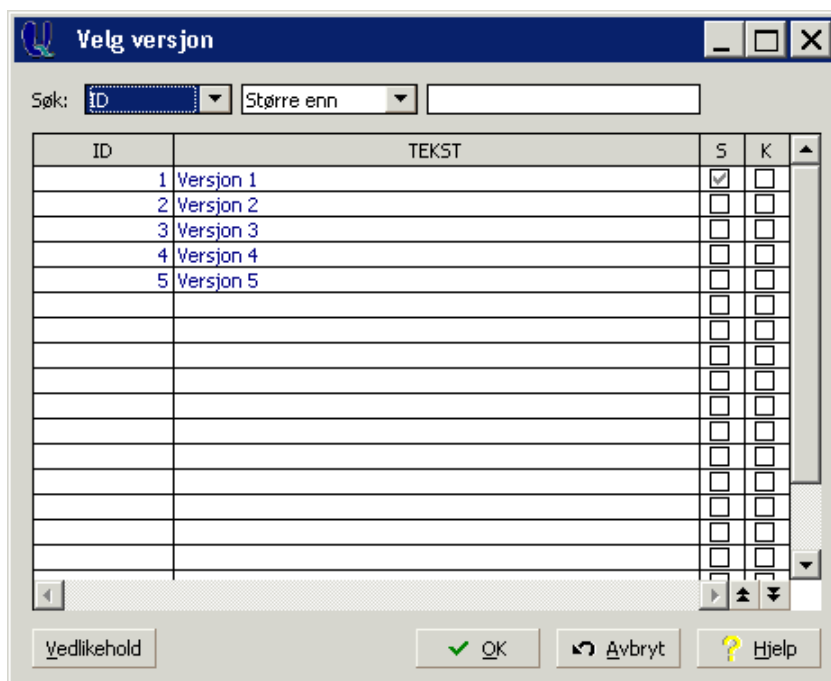 Velg versjon
Søk: ID Større enn
ID TEKST S K
1 Versjon 1
2 Versjon 2
3 Versjon 3
4 Versjon 4
5 Versjon 5
Vedlikehold OK Avbryt Hjelp